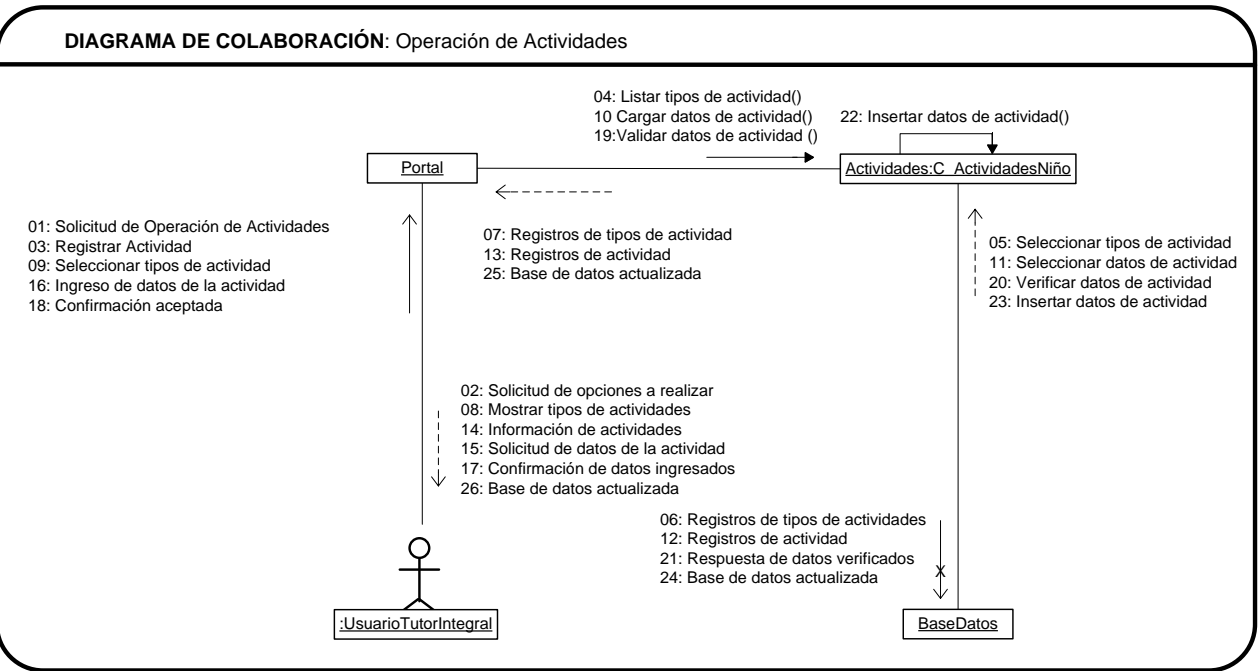 DIAGRAMA DE COLABORACIÓN: Operación de Actividades
04: Listar tipos de actividad()
10 Cargar datos de actividad()
19:Validar datos de actividad ()
22: Insertar datos de actividad()
Portal
Actividades:C_ActividadesNiño
01: Solicitud de Operación de Actividades
03: Registrar Actividad
09: Seleccionar tipos de actividad
16: Ingreso de datos de la actividad
18: Confirmación aceptada
07: Registros de tipos de actividad
13: Registros de actividad
25: Base de datos actualizada
05: Seleccionar tipos de actividad
11: Seleccionar datos de actividad
20: Verificar datos de actividad
23: Insertar datos de actividad
02: Solicitud de opciones a realizar
08: Mostrar tipos de actividades
14: Información de actividades
15: Solicitud de datos de la actividad
17: Confirmación de datos ingresados
26: Base de datos actualizada
06: Registros de tipos de actividades
12: Registros de actividad
21: Respuesta de datos verificados
24: Base de datos actualizada
:UsuarioTutorIntegral
BaseDatos